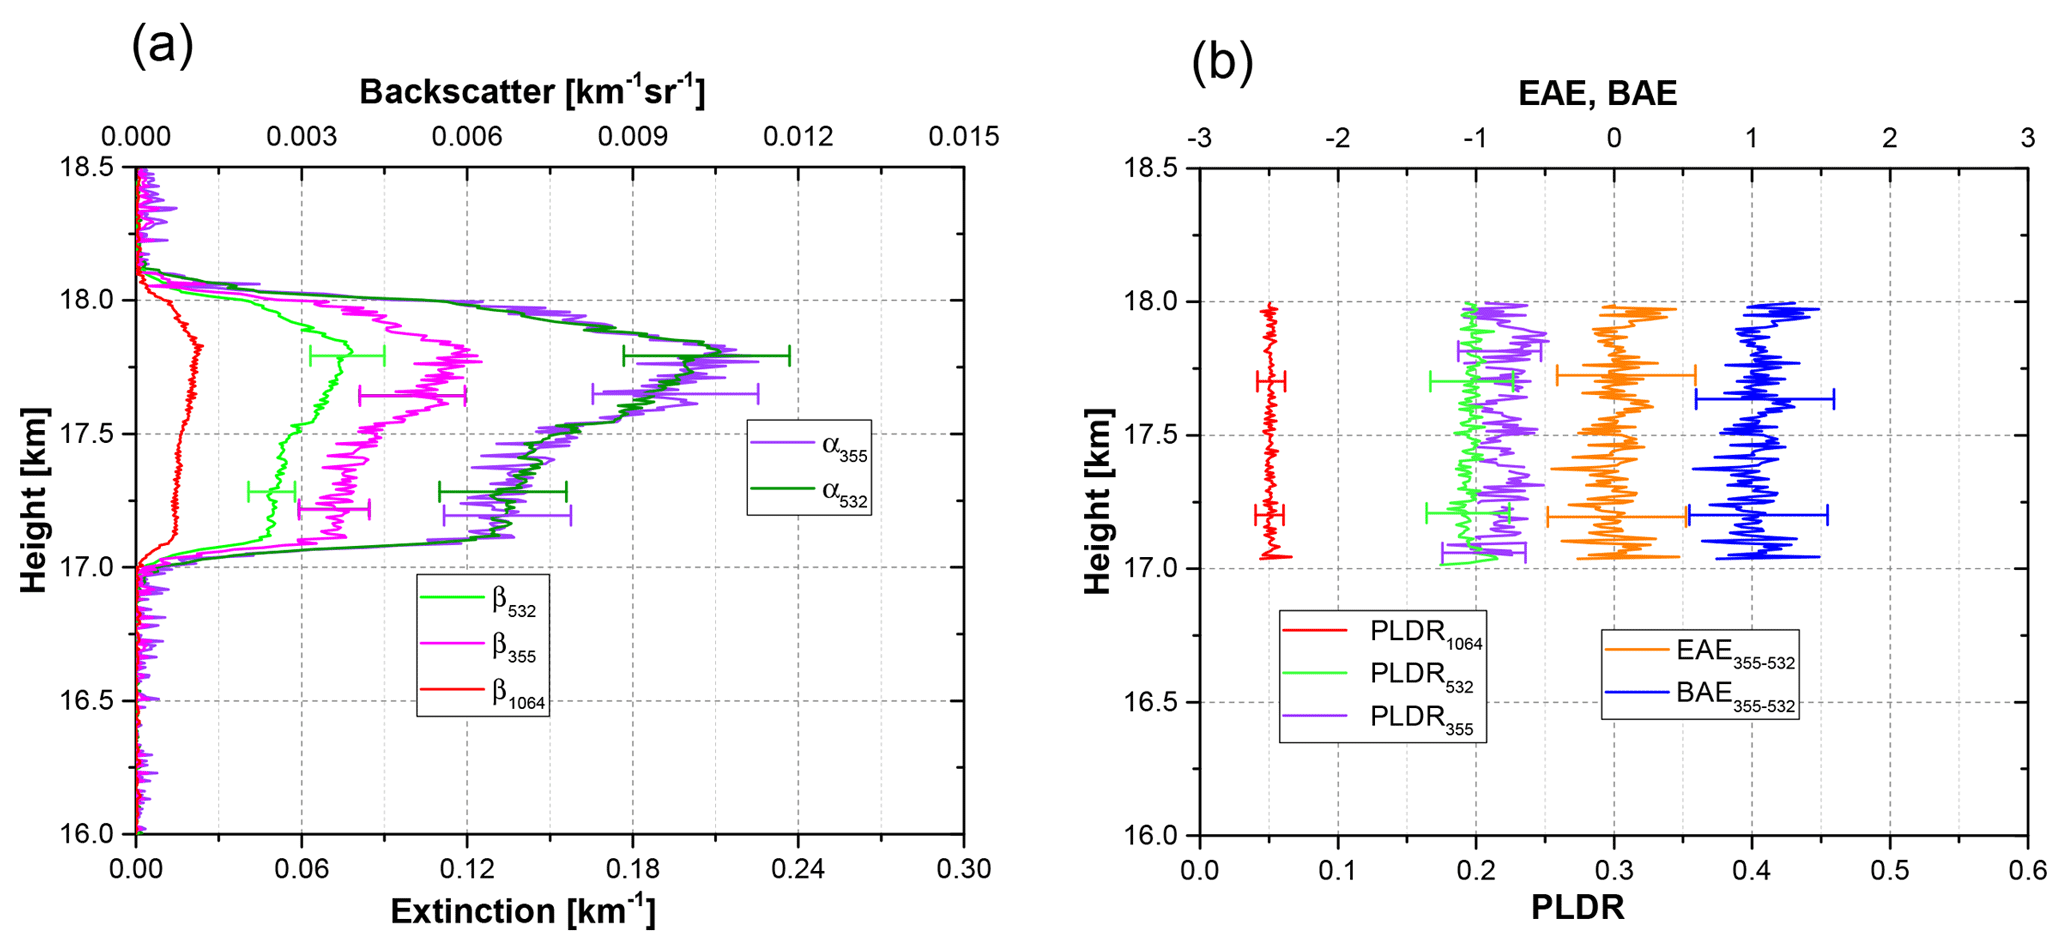 (a)
Backscatter [km⁻¹sr⁻¹]
0.000 0.003 0.006 0.009 0.012 0.015
18.5
18.0
17.5
17.0
16.5
16.0
Height [km]
α₃₅₅
α₅₃₂
β₅₃₂
β₃₅₅
β₁₀₆₄
0.00 0.06 0.12 0.18 0.24 0.30
Extinction [km⁻¹]
(b)
EAE, BAE
-3 -2 -1 0 1 2 3
18.5
18.0
17.5
17.0
16.5
16.0
Height [km]
PLDR₁₀₆₄
PLDR₅₃₂
PLDR₃₅₅
EAE₃₅₅₋₅₃₂
BAE₃₅₅₋₅₃₂
0.0 0.1 0.2 0.3 0.4 0.5 0.6
PLDR